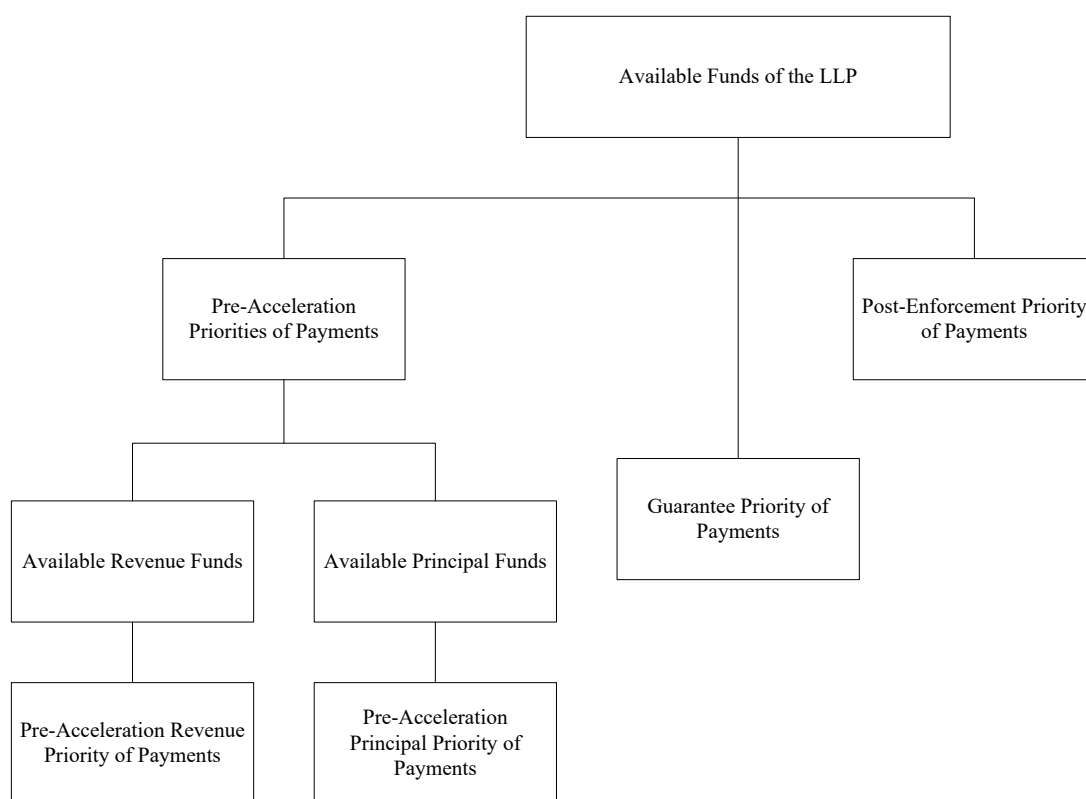 Available Funds of the LLP
Pre-Acceleration
Priorities of Payments
Post-Enforcement Priority
of Payments
Guarantee Priority of
Payments
Available Revenue Funds
Available Principal Funds
Pre-Acceleration Revenue
Priority of Payments
Pre-Acceleration
Principal Priority of
Payments